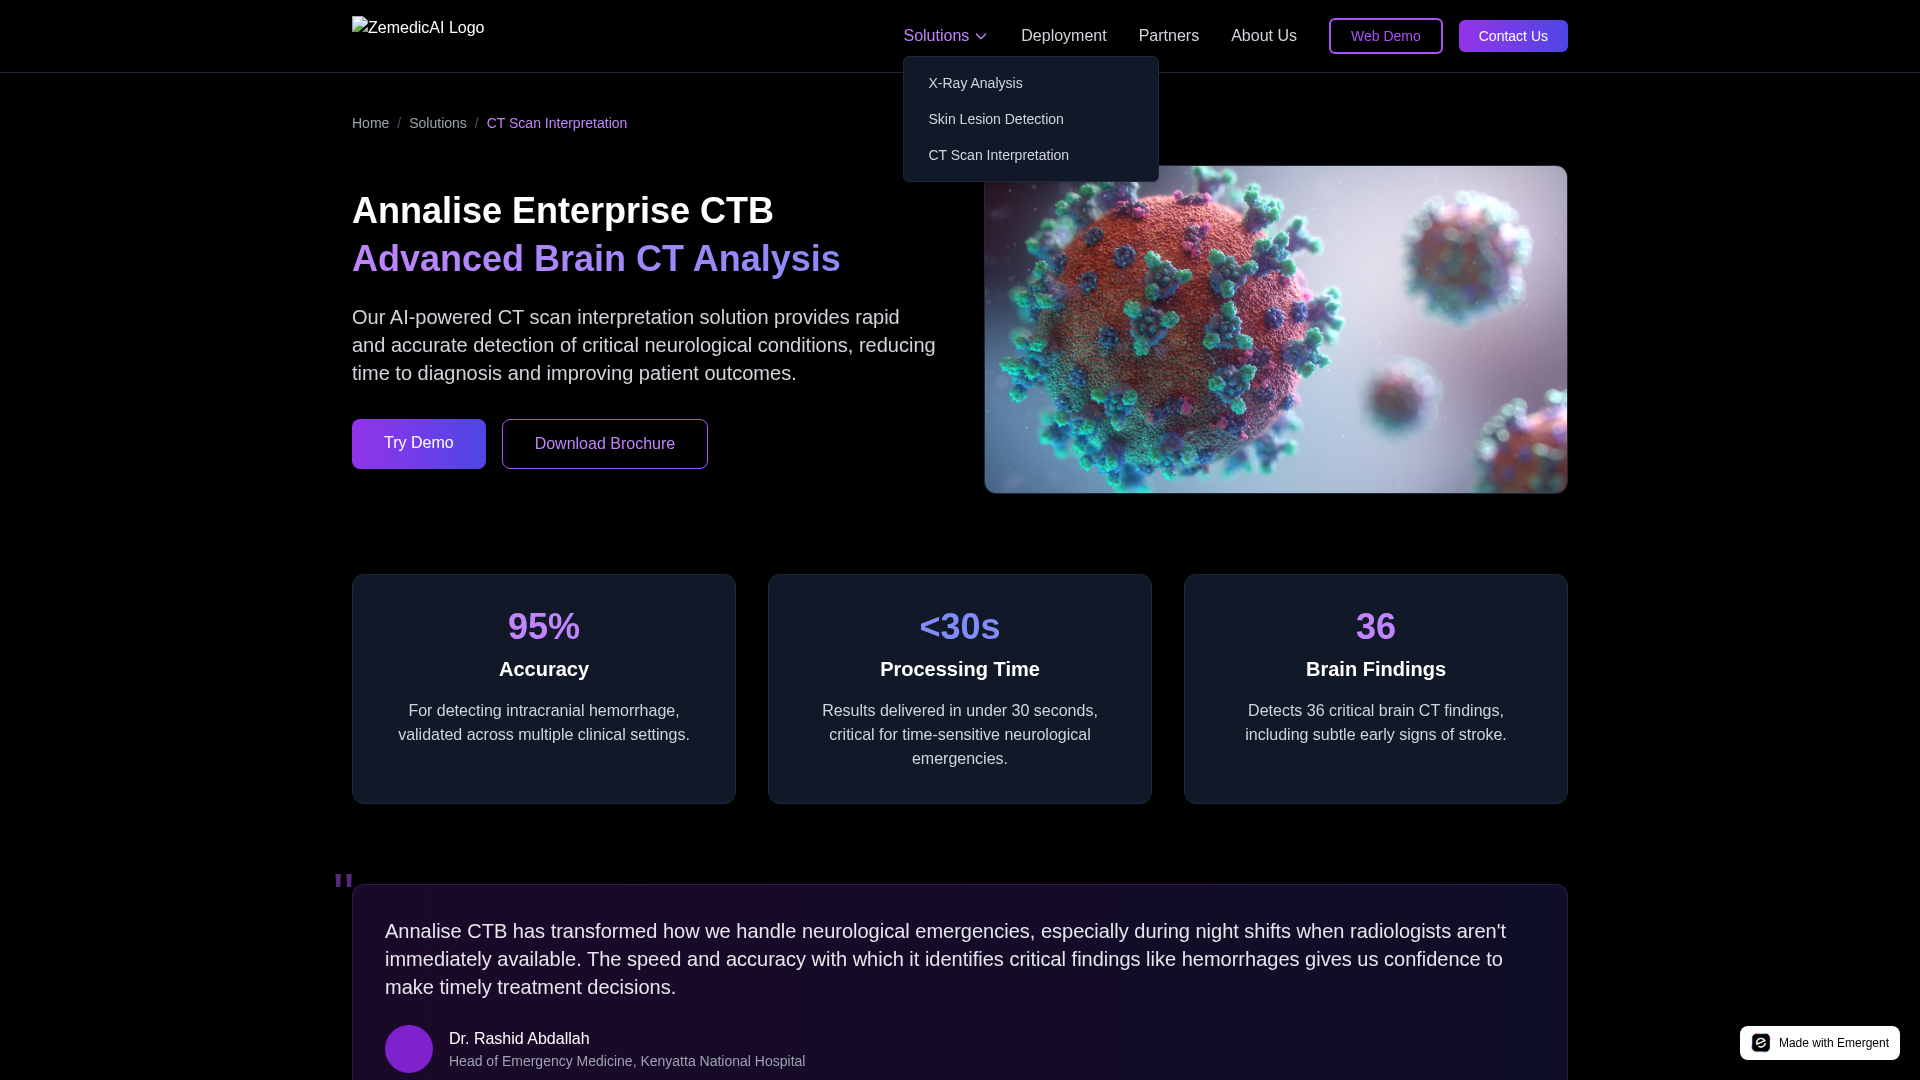 ZemedicAI Logo
Solutions
Deployment
Partners
About Us
Web Demo
Contact Us
X-Ray Analysis
Skin Lesion Detection
CT Scan Interpretation
Home / Solutions / CT Scan Interpretation
Annalise Enterprise CTB
Advanced Brain CT Analysis
Our AI-powered CT scan interpretation solution provides rapid
and accurate detection of critical neurological conditions, reducing
time to diagnosis and improving patient outcomes.
Try Demo
Download Brochure
95%
Accuracy
For detecting intracranial hemorrhage,
validated across multiple clinical settings.
<30s
Processing Time
Results delivered in under 30 seconds,
critical for time-sensitive neurological
emergencies.
36
Brain Findings
Detects 36 critical brain CT findings,
including subtle early signs of stroke.
"
Annalise CTB has transformed how we handle neurological emergencies, especially during night shifts when radiologists aren't
immediately available. The speed and accuracy with which it identifies critical findings like hemorrhages gives us confidence to
make timely treatment decisions.
Dr. Rashid Abdallah
Head of Emergency Medicine, Kenyatta National Hospital
Made with Emergent